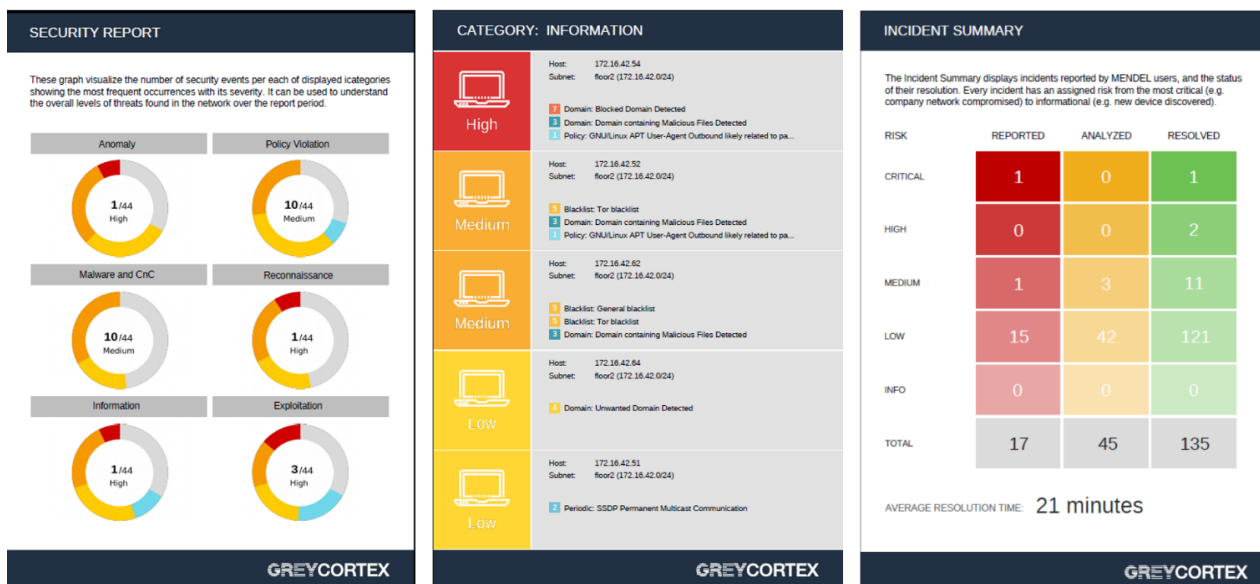 SECURITY REPORT
These graph visualize the number of security events per each of displayed icategories
showing the most frequent occurrences with its severity. It can be used to understand
the overall levels of threats found in the network over the report period.
Anomaly
Policy Violation
1/44
High
10/44
Medium
Malware and CnC
Reconnaissance
10/44
Medium
1/44
High
Information
Exploitation
1/44
High
3/44
High
GREYCORTEX
CATEGORY: INFORMATION
High
Host: 172.16.42.54
Subnet: floor2 (172.16.42.0/24)
7 Domain: Blocked Domain Detected
3 Domain: Domain containing Malicious Files Detected
1 Policy: GNU/Linux APT User-Agent Outbound likely related to pa...
Medium
Host: 172.16.42.52
Subnet: floor2 (172.16.42.0/24)
5 Blacklist: Tor blacklist
3 Domain: Domain containing Malicious Files Detected
1 Policy: GNU/Linux APT User-Agent Outbound likely related to pa...
Medium
Host: 172.16.42.62
Subnet: floor2 (172.16.42.0/24)
5 Blacklist: General blacklist
5 Blacklist: Tor blacklist
3 Domain: Domain containing Malicious Files Detected
Low
Host: 172.16.42.64
Subnet: floor2 (172.16.42.0/24)
4 Domain: Unwanted Domain Detected
Low
Host: 172.16.42.51
Subnet: floor2 (172.16.42.0/24)
2 Periodic: SSDP Permanent Multicast Communication
GREYCORTEX
INCIDENT SUMMARY
The Incident Summary displays incidents reported by MENDEL users, and the status
of their resolution. Every incident has an assigned risk from the most critical (e.g.
company network compromised) to informational (e.g. new device discovered).
RISK REPORTED ANALYZED RESOLVED
CRITICAL 1 0 1
HIGH 0 0 2
MEDIUM 1 3 11
LOW 15 42 121
INFO 0 0 0
TOTAL 17 45 135
AVERAGE RESOLUTION TIME: 21 minutes
GREYCORTEX